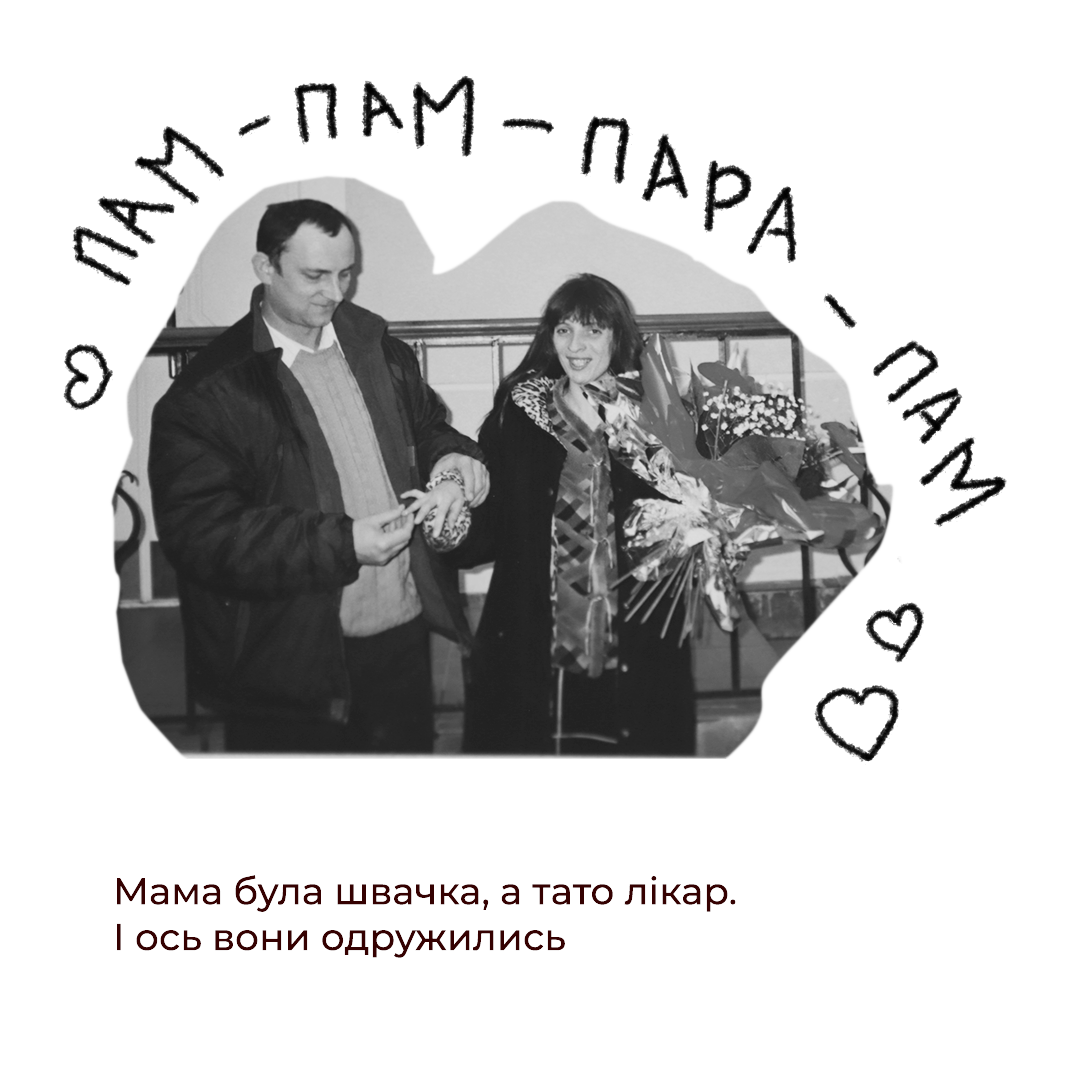 ПАМ - ПАМ - ПАРА - ПАМ
Мама була швачка, а тато лікар.
І ось вони одружились